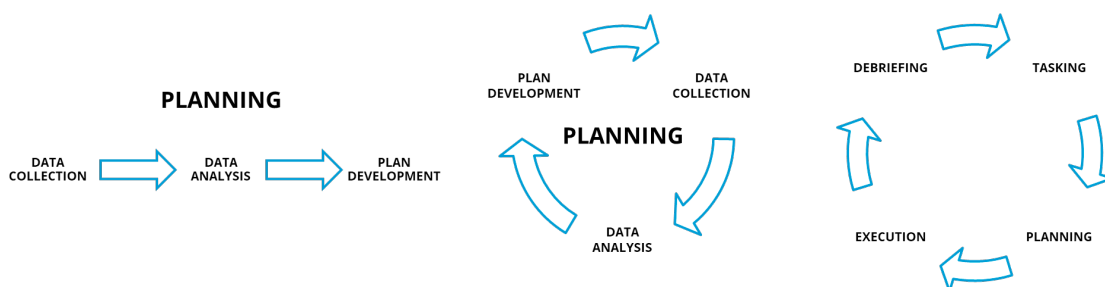 PLANNING
DATA
COLLECTION
DATA
ANALYSIS
PLAN
DEVELOPMENT
PLAN
DEVELOPMENT
DATA
COLLECTION
PLANNING
DATA
ANALYSIS
DEBRIEFING
TASKING
EXECUTION
PLANNING